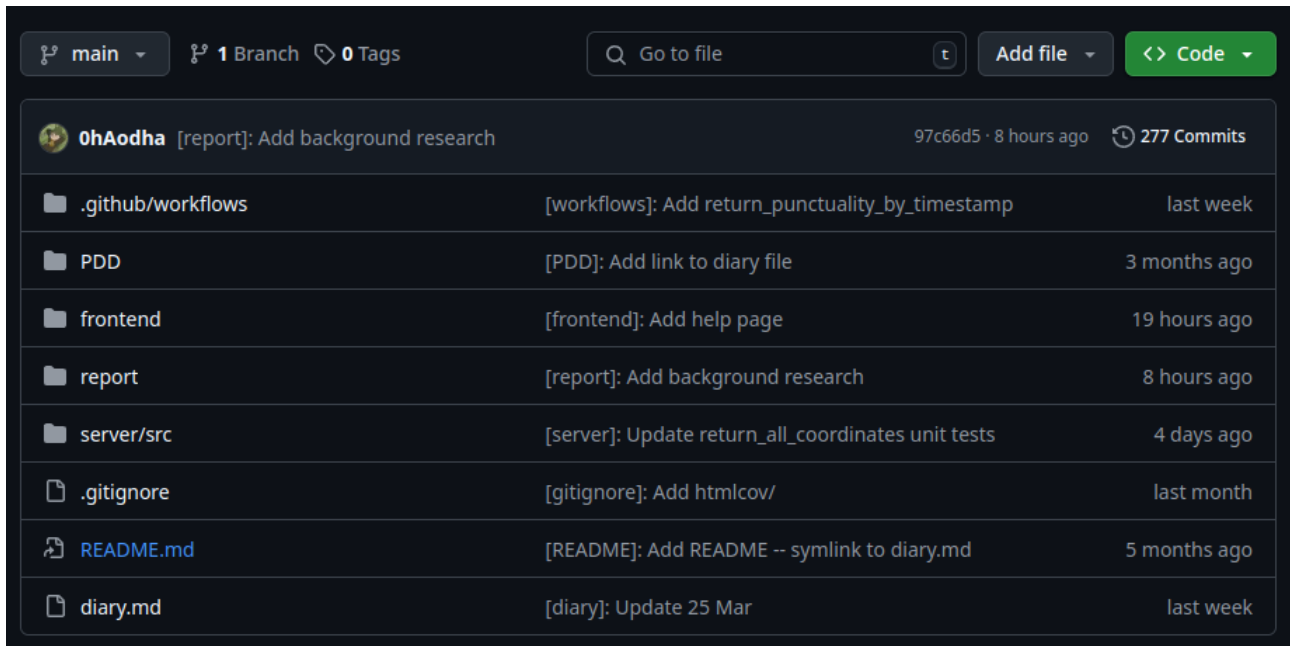 main 1 Branch 0 Tags Go to file t Add file Code
0hAodha [report]: Add background research 97c66d5 · 8 hours ago 277 Commits
.github/workflows [workflows]: Add return_punctuality_by_timestamp last week
PDD [PDD]: Add link to diary file 3 months ago
frontend [frontend]: Add help page 19 hours ago
report [report]: Add background research 8 hours ago
server/src [server]: Update return_all_coordinates unit tests 4 days ago
.gitignore [gitignore]: Add htmlcov/ last month
README.md [README]: Add README -- symlink to diary.md 5 months ago
diary.md [diary]: Update 25 Mar last week